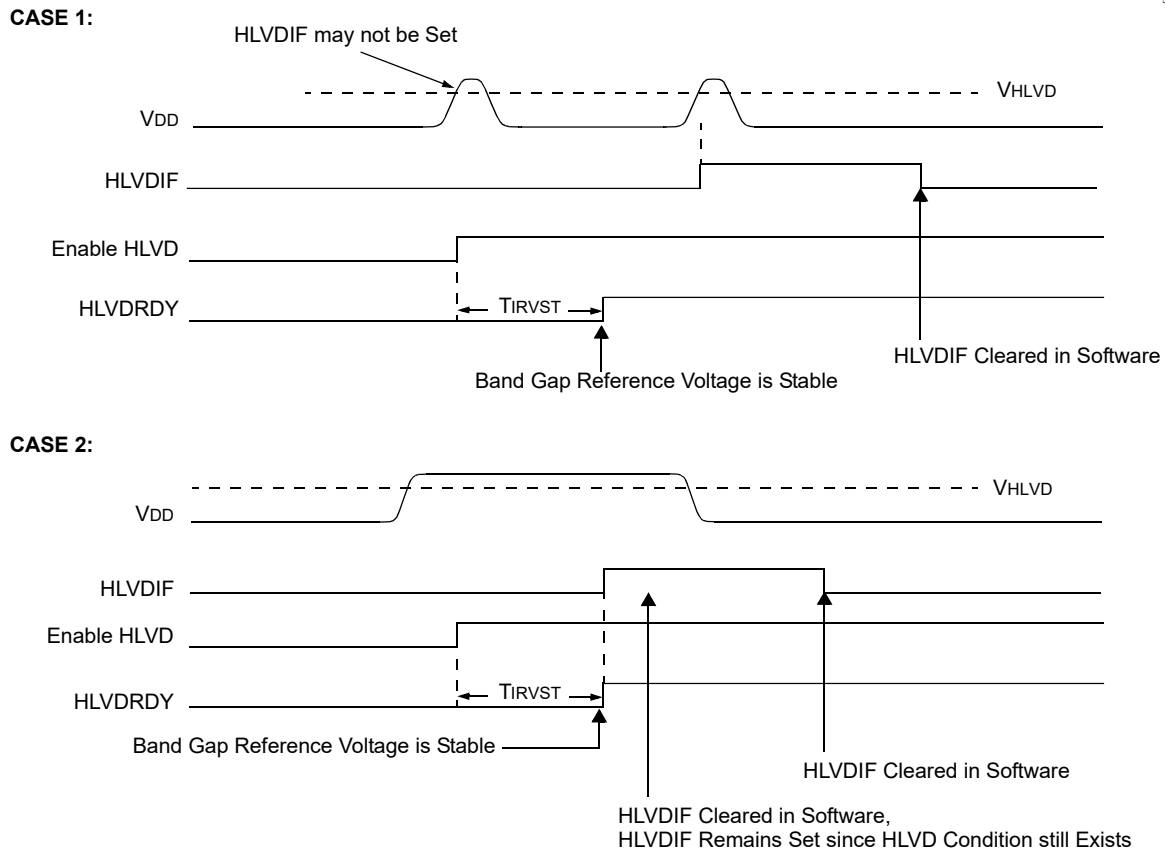 CASE 1:
HLVDIF may not be Set
VHLVD
VDD
HLVDIF
Enable HLVD
HLVDRDY
TIRVST
HLVDIF Cleared in Software
Band Gap Reference Voltage is Stable
CASE 2:
VHLVD
VDD
HLVDIF
Enable HLVD
HLVDRDY
TIRVST
Band Gap Reference Voltage is Stable
HLVDIF Cleared in Software
HLVDIF Cleared in Software,
HLVDIF Remains Set since HLVD Condition still Exists